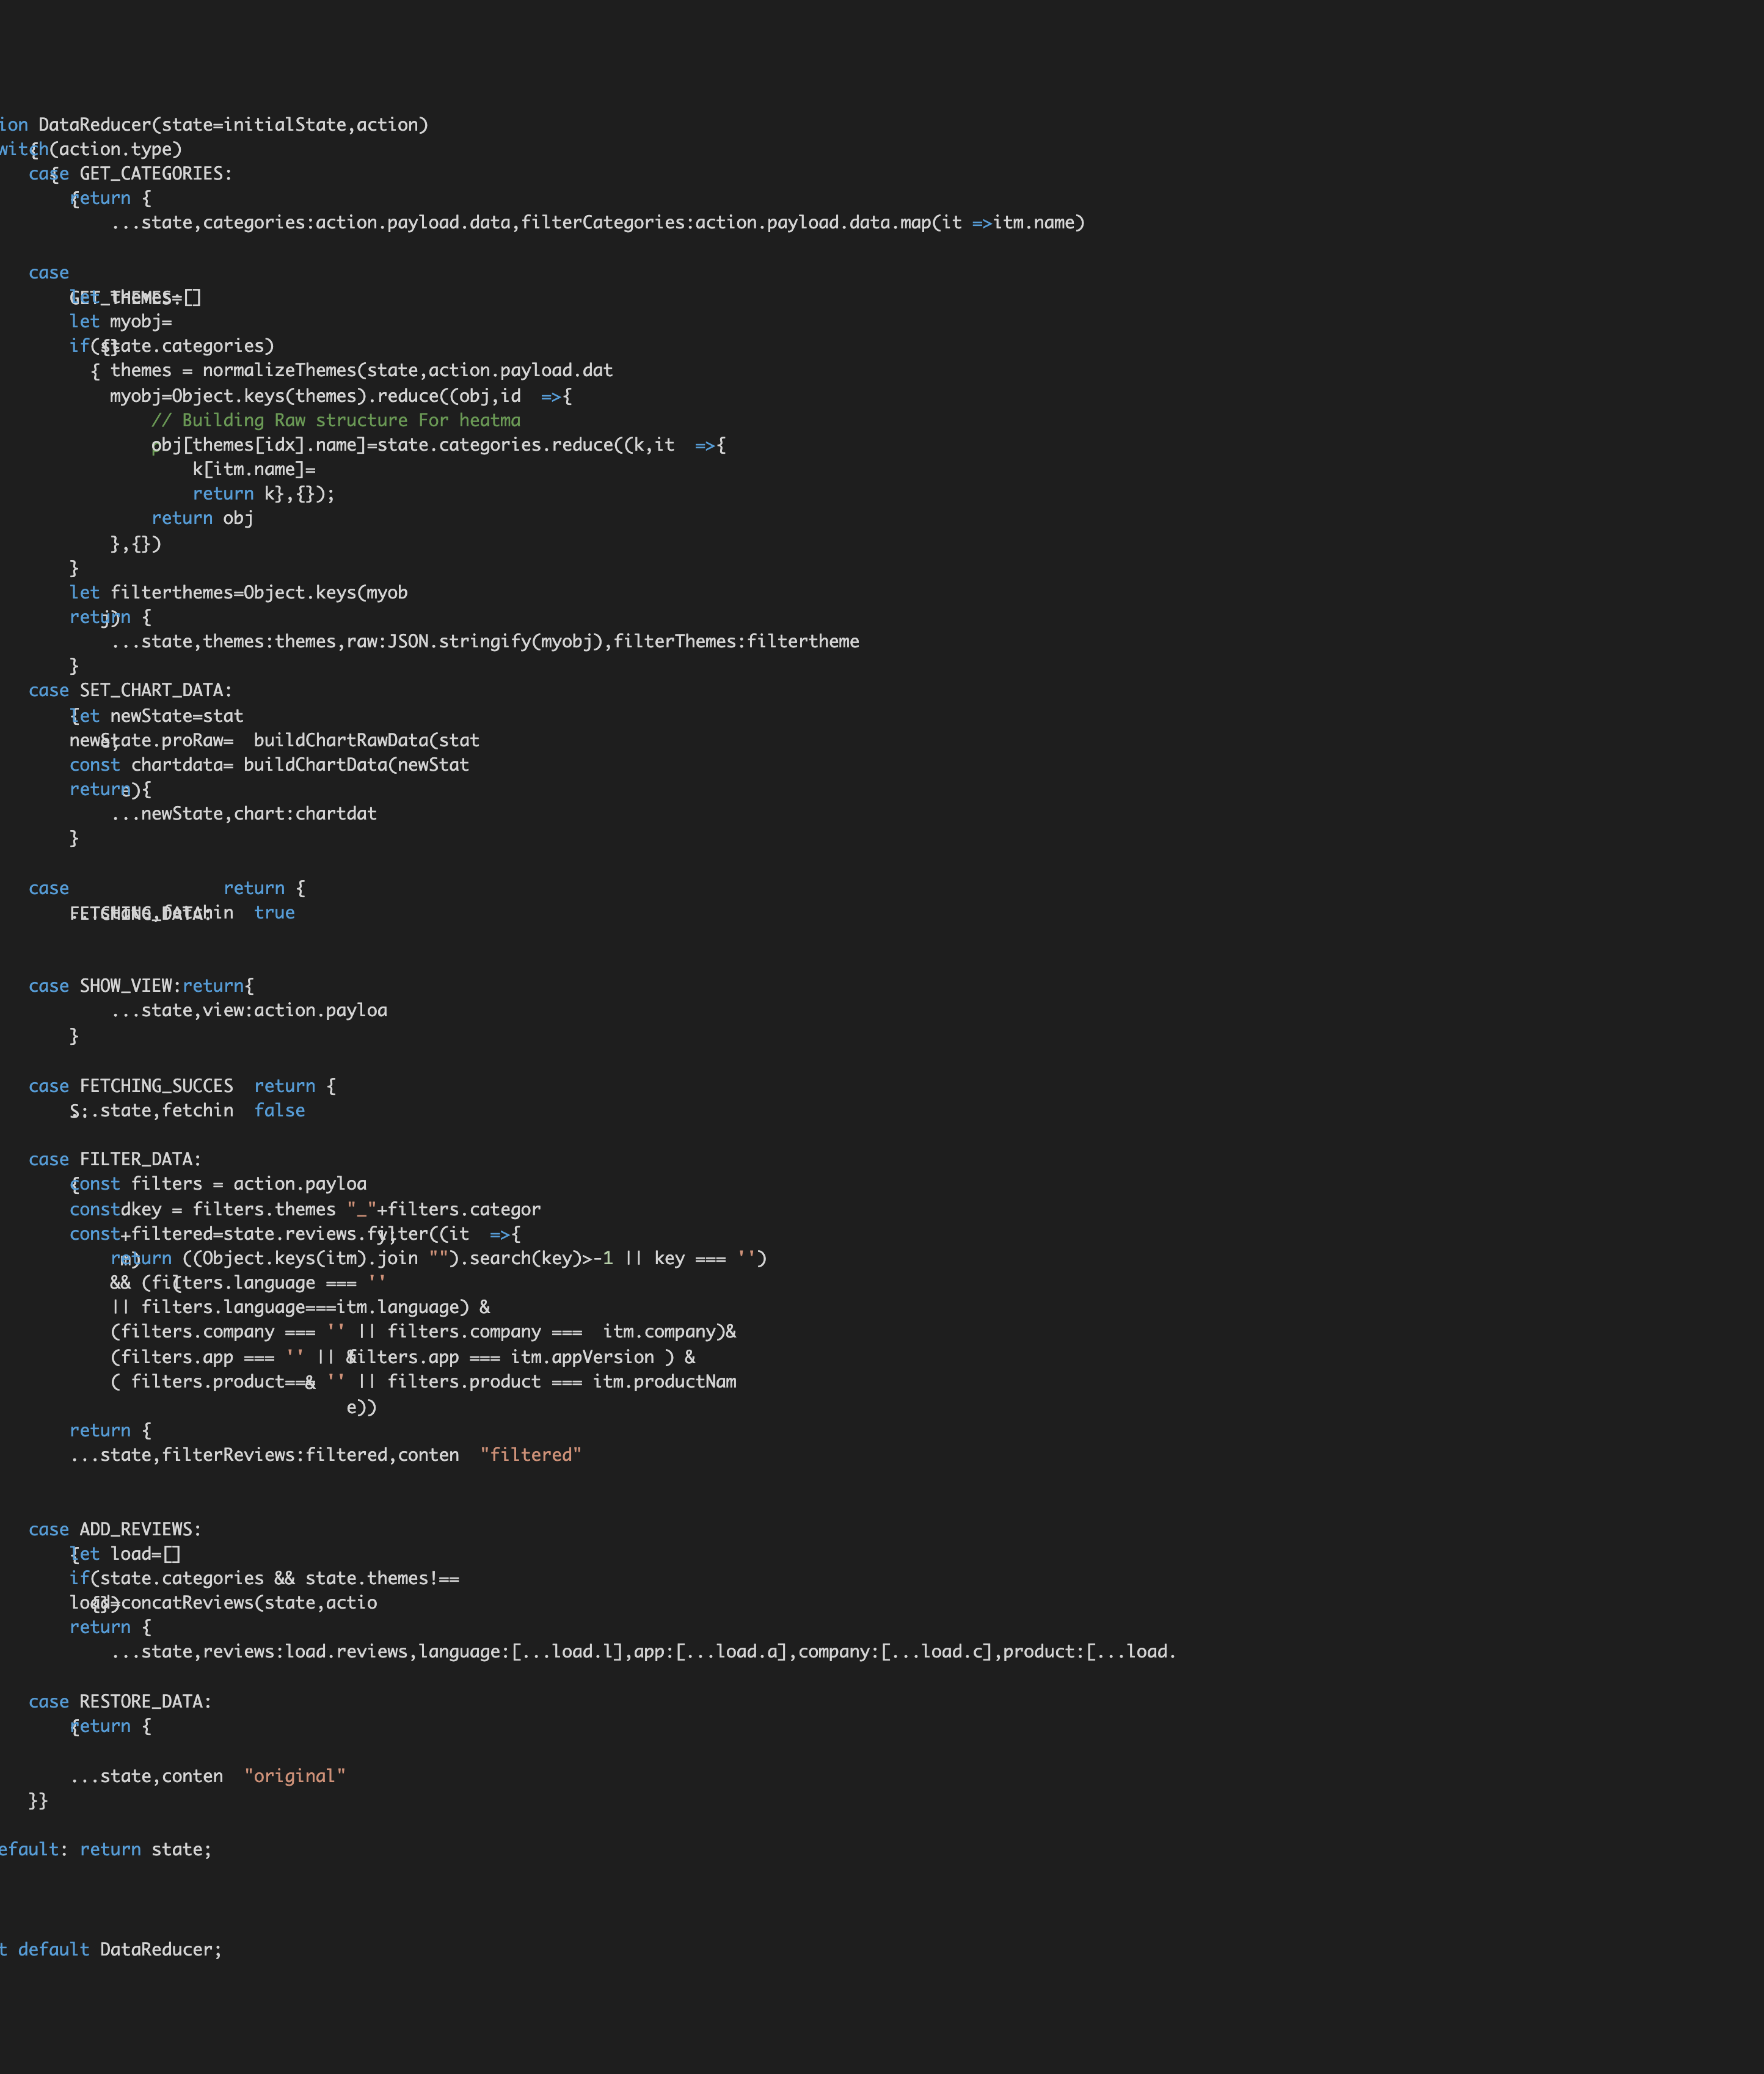 ion DataReducer(state=initialState,action)
{
witch(action.type)
{
case GET_CATEGORIES:
{
return {
...state,categories:action.payload.data,filterCategories:action.payload.data.map(it =>itm.name)
case
GET_THEMES:
let themes=[]
let myobj=
{}
if(state.categories)
{ themes = normalizeThemes(state,action.payload.dat
myobj=Object.keys(themes).reduce((obj,id =>{
// Building Raw structure For heatma
p
obj[themes[idx].name]=state.categories.reduce((k,it =>{
k[itm.name]=
return k},{});
return obj
},{})
}
let filterthemes=Object.keys(myob
j)
return {
...state,themes:themes,raw:JSON.stringify(myobj),filterThemes:filtertheme
}
case SET_CHART_DATA:
{
let newState=stat
e;
newState.proRaw= buildChartRawData(stat
const chartdata= buildChartData(newStat
e)
return {
...newState,chart:chartdat
}
case return {
FETCHING_DATA:
...state,fetchin true
case SHOW_VIEW:return{
...state,view:action.payloa
}
case FETCHING_SUCCES return {
S:
...state,fetchin false
case FILTER_DATA:
{
const filters = action.payloa
d
const key = filters.themes "_"+filters.categor
+
y,
const filtered=state.reviews.filter((it =>{
m)
return ((Object.keys(itm).join "").search(key)>-1 || key === '')
(
&& (filters.language === ''
|| filters.language===itm.language) &
(filters.company === '' || filters.company === itm.company)&
&
(filters.app === '' || filters.app === itm.appVersion ) &
&
( filters.product=== '' || filters.product === itm.productNam
e))
return {
...state,filterReviews:filtered,conten "filtered"
case ADD_REVIEWS:
{
let load=[]
if(state.categories && state.themes!==
{})
load=concatReviews(state,actio
return {
...state,reviews:load.reviews,language:[...load.l],app:[...load.a],company:[...load.c],product:[...load.
case RESTORE_DATA:
{
return {
...state,conten "original"
}}
efault: return state;
t default DataReducer;